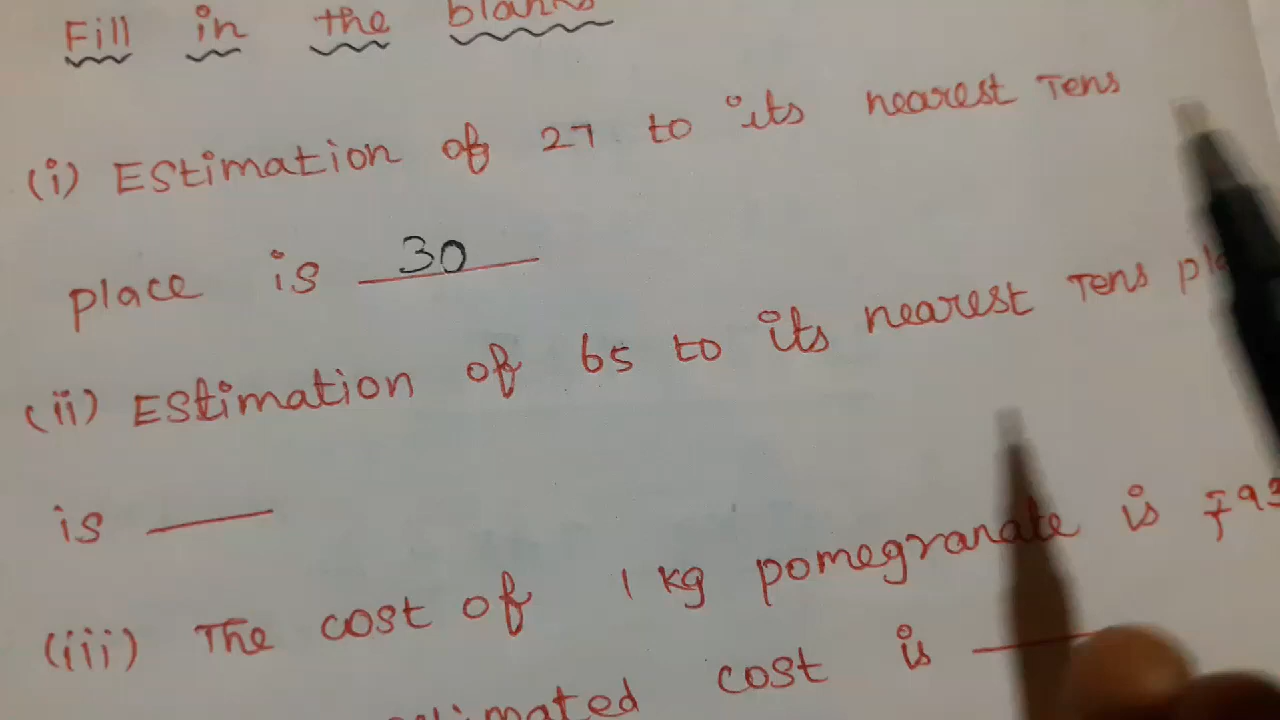 Fill in the blanks
(i) Estimation of 27 to its nearest Tens
place is 30
(ii) Estimation of 65 to its nearest Tens
is
(iii) The cost of 1 kg pomegranate is
cost is